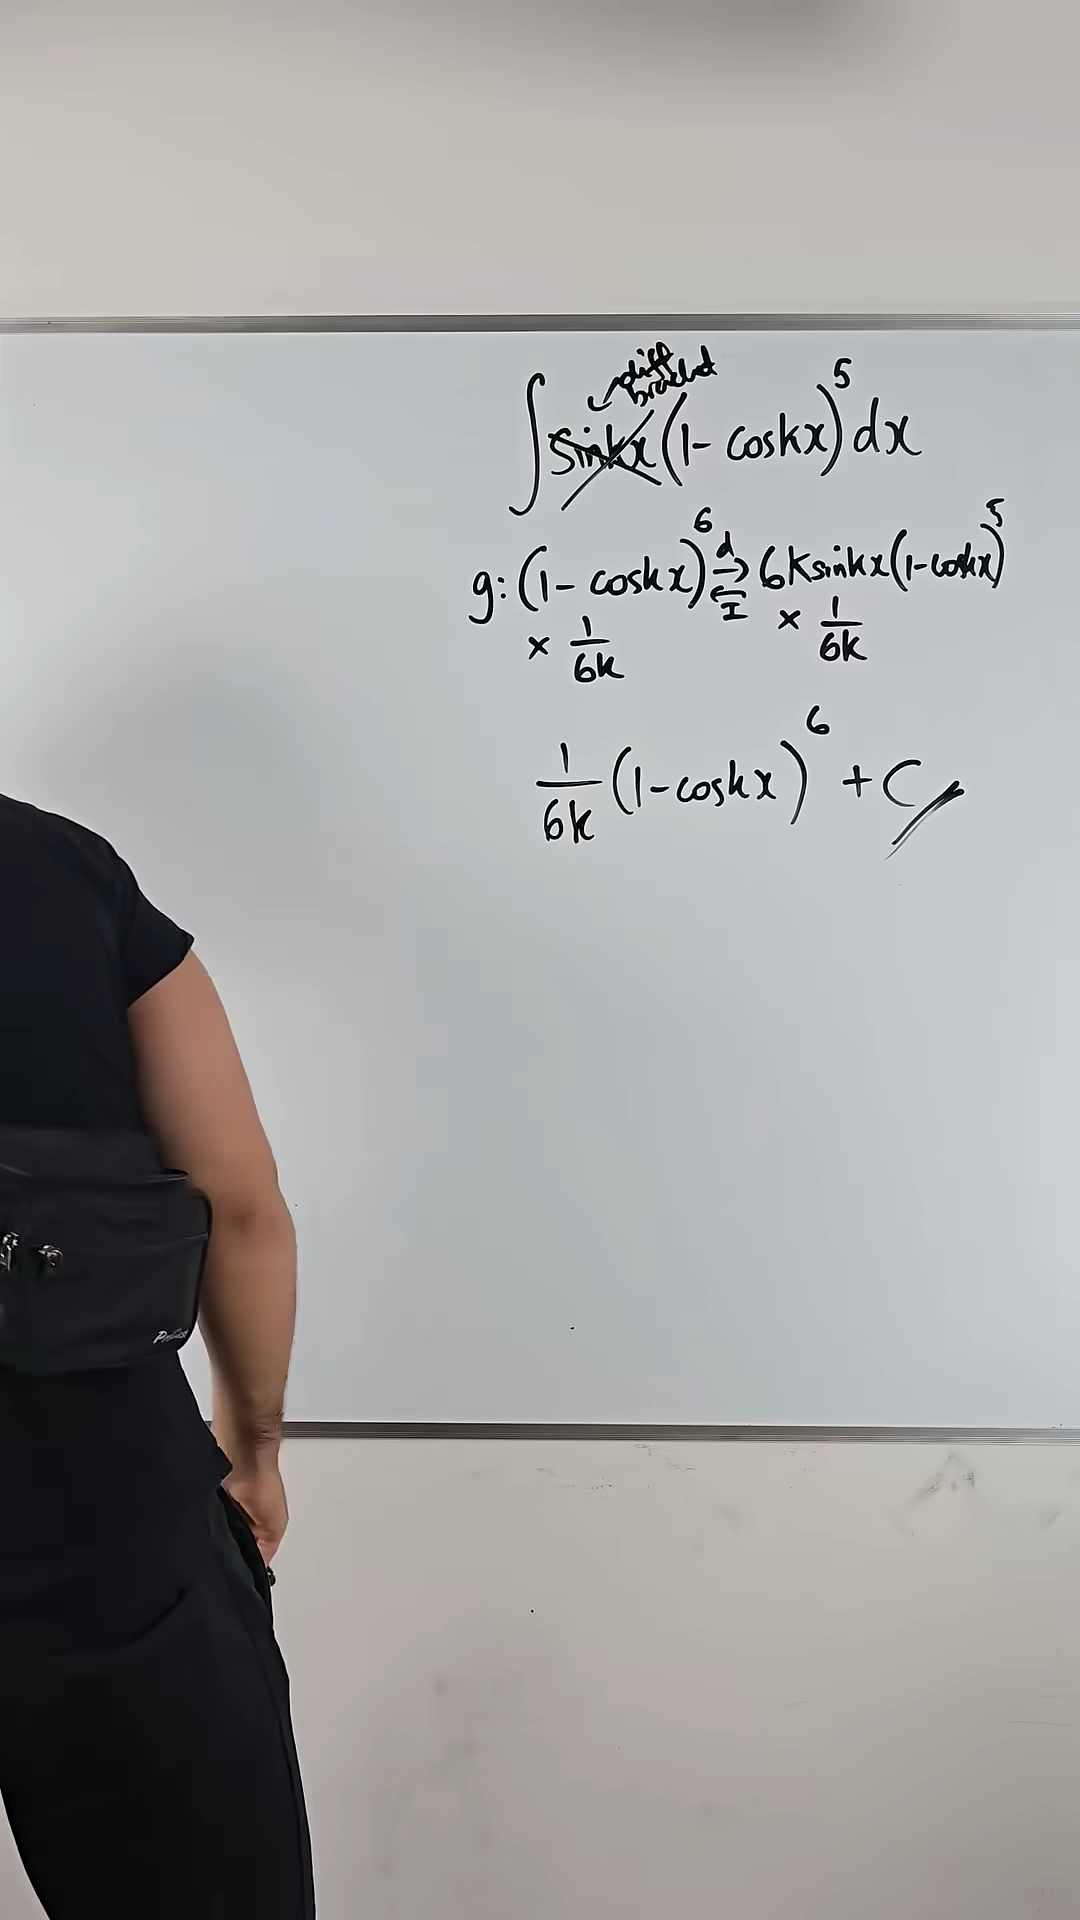 diff
bracket
∫ sinkx (1 - coskx)^5 dx
g: (1 - coskx)^6 d→ ←I 6ksinkx(1-coskx)^5
× 1/6k × 1/6k
1/6k (1-coskx)^6 + C